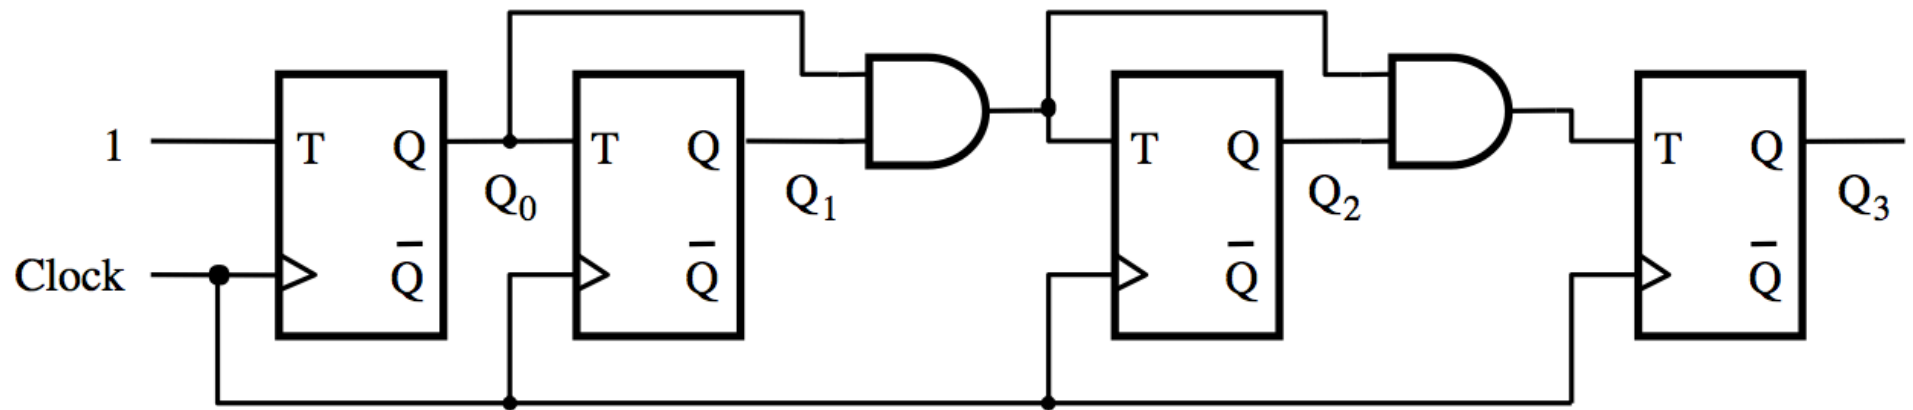 1 T Q T Q T Q T Q
Q₀ Q₁ Q₂ Q₃
Clock Q̅ Q̅ Q̅ Q̅